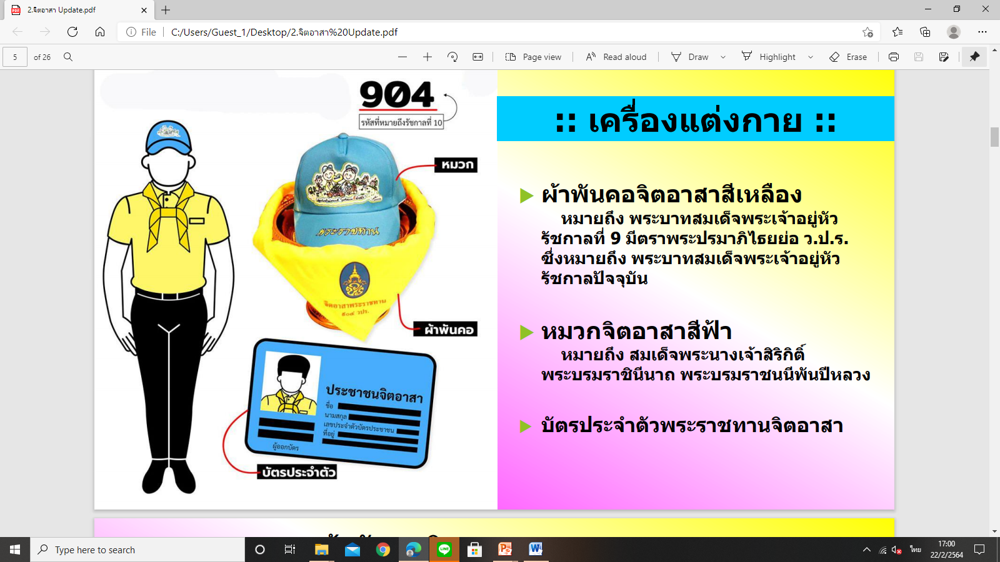 2.จิตอาสา Update.pdf
File
C:/Users/Guest_1/Desktop/2.จิตอาสา%20Update.pdf
5 of 26
Page view
Read aloud
Draw
Highlight
Erase
904
รหัสที่หมายถึงรัชกาลที่ 10
หมวก
พระราชทาน
จิตอาสาพระราชทาน
๙๐๔ วปร.
ผ้าพันคอ
ประชาชนจิตอาสา
ชื่อ
นามสกุล
เลขประจำตัวบัตรประชาชน
ที่อยู่
ผู้ออกบัตร
บัตรประจำตัว
:: เครื่องแต่งกาย ::
ผ้าพันคอจิตอาสาสีเหลือง
หมายถึง พระบาทสมเด็จพระเจ้าอยู่หัว
รัชกาลที่ 9 มีตราพระปรมาภิไธยย่อ ว.ป.ร.
ซึ่งหมายถึง พระบาทสมเด็จพระเจ้าอยู่หัว
รัชกาลปัจจุบัน
หมวกจิตอาสาสีฟ้า
หมายถึง สมเด็จพระนางเจ้าสิริกิติ์
พระบรมราชินีนาถ พระบรมราชนนีพันปีหลวง
บัตรประจำตัวพระราชทานจิตอาสา
Type here to search
LINE
ไทย
17:00
22/2/2564